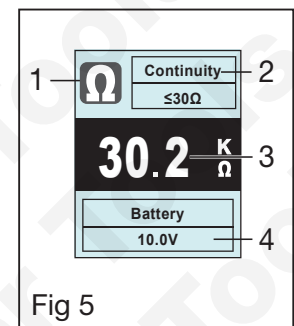 1 Ω Continuity 2
≤30Ω
30.2 K Ω 3
Battery
10.0V 4
Fig 5